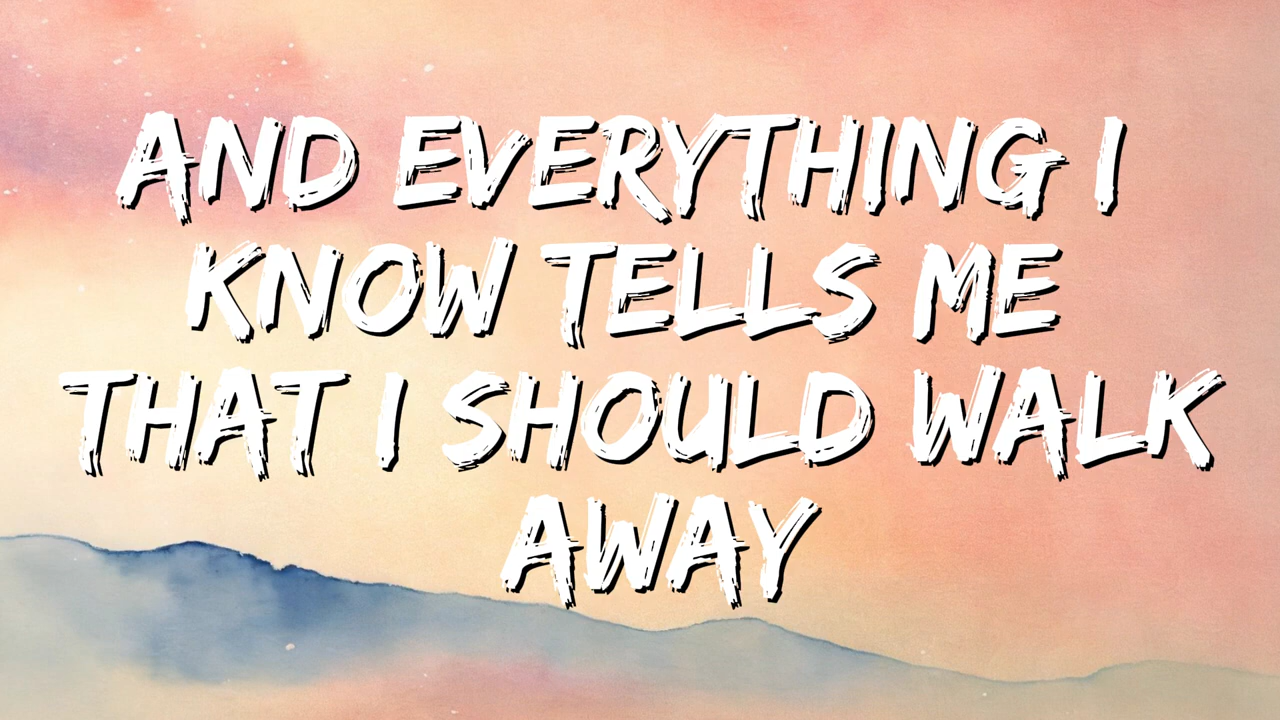 AND EVERYTHING I
KNOW TELLS ME
THAT I SHOULD WALK
AWAY